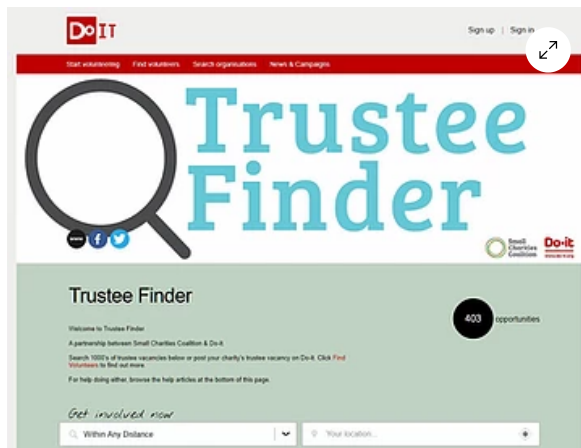 Do IT
Sign up | Sign in
Start volunteering Find volunteers Search organisations News & Campaigns
Trustee
Finder
www
Small
Charities
Coalition
Do-it
Trustee Finder
403 opportunities
Welcome to Trustee Finder
A partnership between Small Charities Coalition & Do-it.
Search 1000's of trustee vacancies below or post your charity's trustee vacancy on Do-it. Click Find
Volunteers to find out more.
For help doing either, browse the help articles at the bottom of this page.
Get involved now
Within Any Distance
Your location...